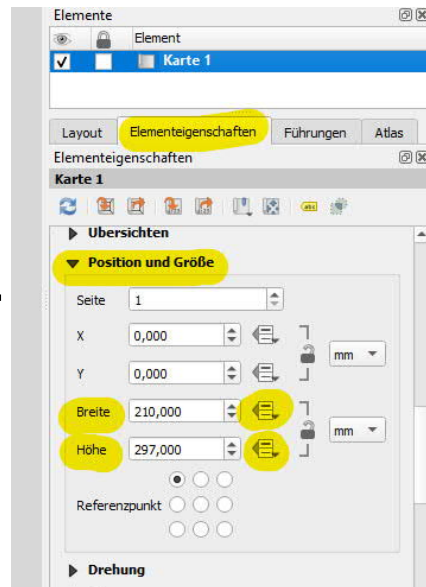 Elemente
Element
Karte 1
Layout Elementeigenschaften Führungen Atlas
Elementeigenschaften
Karte 1
abc
Übersichten
Position und Größe
Seite 1
X 0,000
mm
Y 0,000
Breite 210,000
mm
Höhe 297,000
Referenzpunkt
Drehung